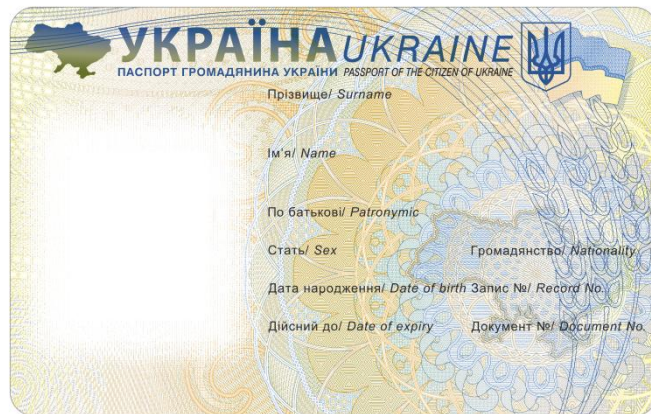 УКРАЇНА UKRAINE
ПАСПОРТ ГРОМАДЯНИНА УКРАЇНИ PASSPORT OF THE CITIZEN OF UKRAINE
Прізвище/ Surname
Ім'я/ Name
По батькові/ Patronymic
Стать/ Sex Громадянство/ Nationality
Дата народження/ Date of birth Запис №/ Record No.
Дійсний до/ Date of expiry Документ №/ Document No.